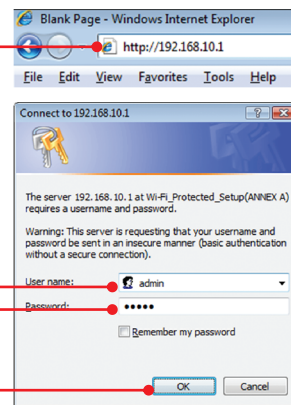 Blank Page - Windows Internet Explorer
http://192.168.10.1
File Edit View Favorites Tools Help
Connect to 192.168.10.1
The server 192.168.10.1 at Wi-Fi_Protected_Setup(ANNEX A)
requires a username and password.
Warning: This server is requesting that your username and
password be sent in an insecure manner (basic authentication
without a secure connection).
User name: admin
Password: •••••
Remember my password
OK Cancel